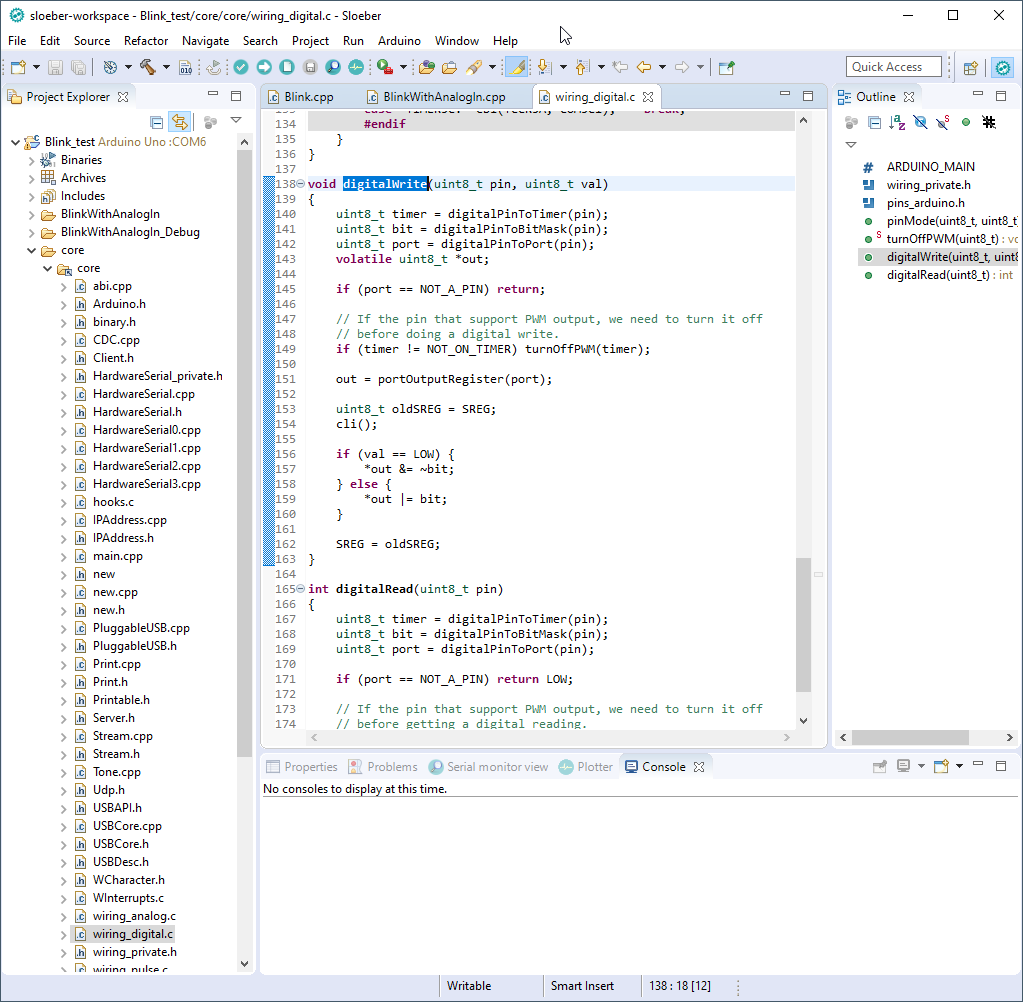 sloeber-workspace - Blink_test/core/core/wiring_digital.c - Sloeber
File Edit Source Refactor Navigate Search Project Run Arduino Window Help
Quick Access
Project Explorer
Blink_test Arduino Uno :COM6
Binaries
Archives
Includes
BlinkWithAnalogIn
BlinkWithAnalogIn_Debug
core
core
abi.cpp
Arduino.h
binary.h
CDC.cpp
Client.h
HardwareSerial_private.h
HardwareSerial.cpp
HardwareSerial.h
HardwareSerial0.cpp
HardwareSerial1.cpp
HardwareSerial2.cpp
HardwareSerial3.cpp
hooks.c
IPAddress.cpp
IPAddress.h
main.cpp
new
new.cpp
new.h
PluggableUSB.cpp
PluggableUSB.h
Print.cpp
Print.h
Printable.h
Server.h
Stream.cpp
Stream.h
Tone.cpp
Udp.h
USBAPI.h
USBCore.cpp
USBCore.h
USBDesc.h
WCharacter.h
WInterrupts.c
wiring_analog.c
wiring_digital.c
wiring_private.h
wiring_pulse.c
Blink.cpp BlinkWithAnalogIn.cpp wiring_digital.c
134 #endif
135 }
136 }
137
138 void digitalWrite(uint8_t pin, uint8_t val)
139 {
140 uint8_t timer = digitalPinToTimer(pin);
141 uint8_t bit = digitalPinToBitMask(pin);
142 uint8_t port = digitalPinToPort(pin);
143 volatile uint8_t *out;
144
145 if (port == NOT_A_PIN) return;
146
147 // If the pin that support PWM output, we need to turn it off
148 // before doing a digital write.
149 if (timer != NOT_ON_TIMER) turnOffPWM(timer);
150
151 out = portOutputRegister(port);
152
153 uint8_t oldSREG = SREG;
154 cli();
155
156 if (val == LOW) {
157 *out &= ~bit;
158 } else {
159 *out |= bit;
160 }
161
162 SREG = oldSREG;
163 }
164
165 int digitalRead(uint8_t pin)
166 {
167 uint8_t timer = digitalPinToTimer(pin);
168 uint8_t bit = digitalPinToBitMask(pin);
169 uint8_t port = digitalPinToPort(pin);
170
171 if (port == NOT_A_PIN) return LOW;
172
173 // If the pin that support PWM output, we need to turn it off
174 // before getting a digital reading.
Outline
ARDUINO_MAIN
wiring_private.h
pins_arduino.h
pinMode(uint8_t, uint8_t
turnOffPWM(uint8_t) : vo
digitalWrite(uint8_t, uint8
digitalRead(uint8_t) : int
Properties Problems Serial monitor view Plotter Console
No consoles to display at this time.
Writable Smart Insert 138 : 18 [12]